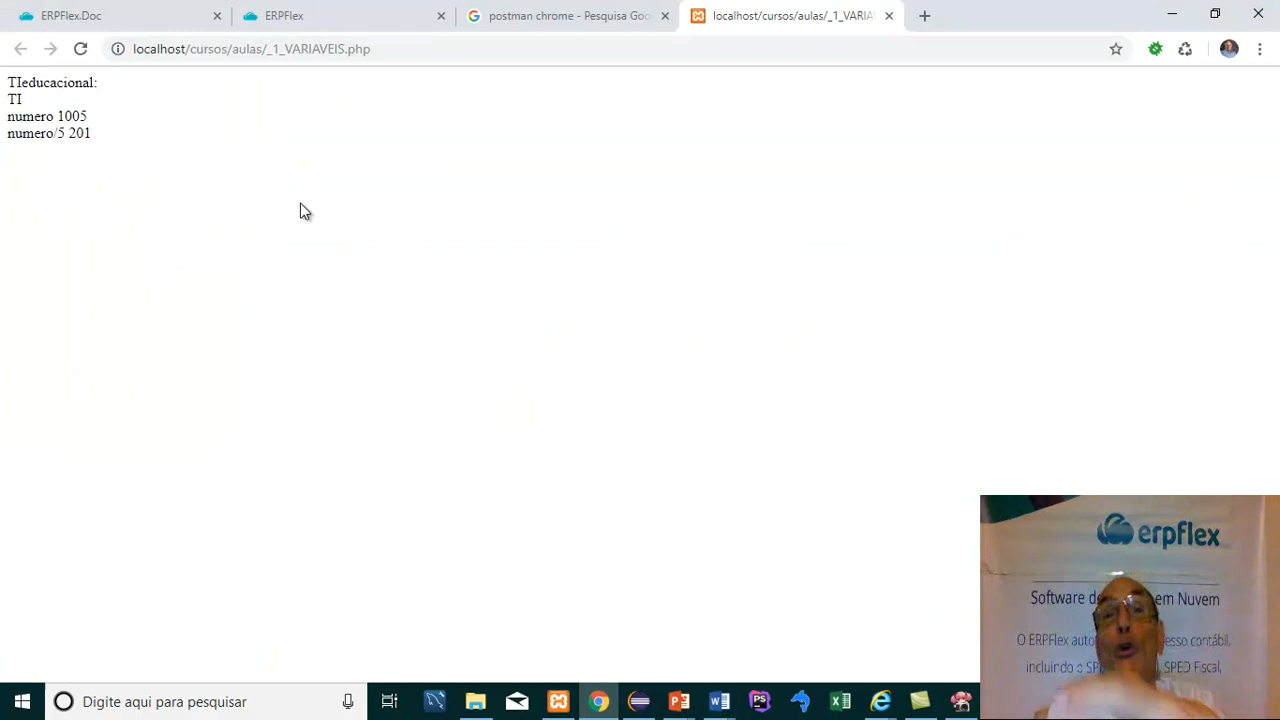 ERPFlex.Doc
ERPFlex
postman chrome - Pesquisa Goo
localhost/cursos/aulas/_1_VARIA
localhost/cursos/aulas/_1_VARIAVEIS.php
TIeducacional:
TI
numero 1005
numero/5 201
erpflex
Software de em Nuvem
O ERPFlex esso contábil,
incluindo o SPED Fiscal,
Digite aqui para pesquisar